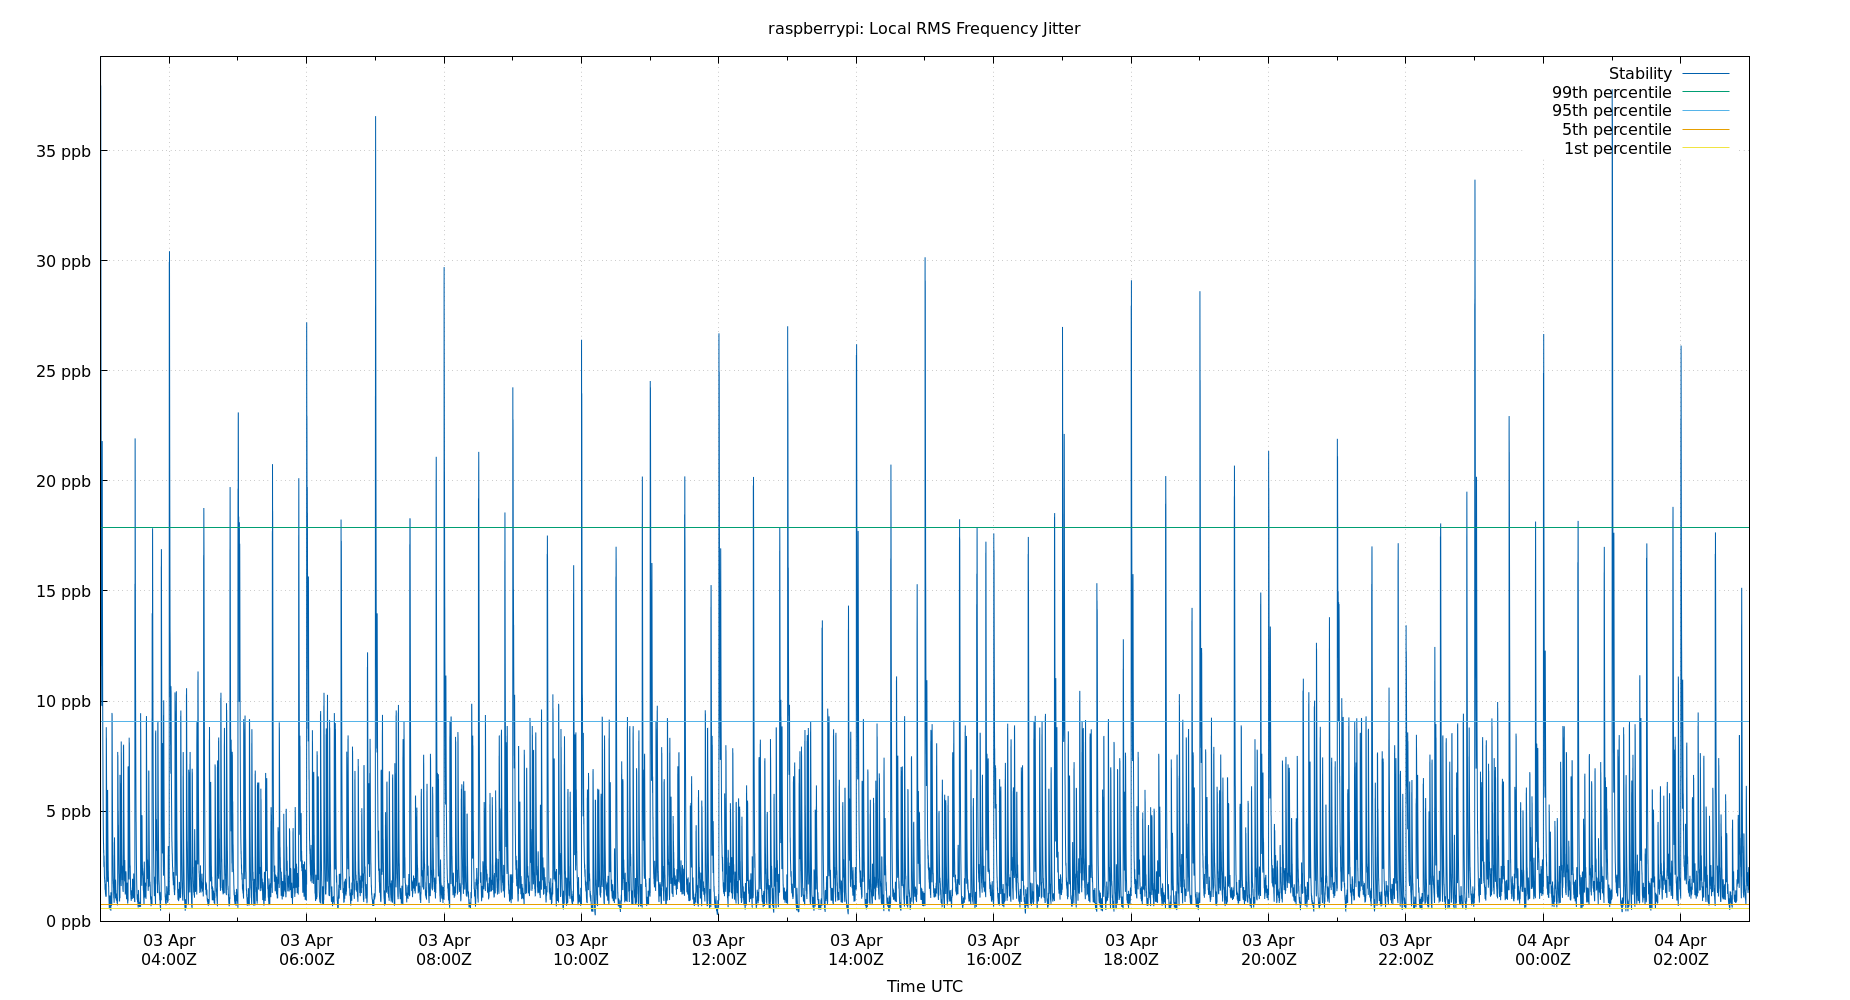 raspberrypi: Local RMS Frequency Jitter
Stability
99th percentile
95th percentile
5th percentile
1st percentile
35 ppb
30 ppb
25 ppb
20 ppb
15 ppb
10 ppb
5 ppb
0 ppb
03 Apr 03 Apr 03 Apr 03 Apr 03 Apr 03 Apr 03 Apr 03 Apr 03 Apr 03 Apr 04 Apr 04 Apr
04:00Z 06:00Z 08:00Z 10:00Z 12:00Z 14:00Z 16:00Z 18:00Z 20:00Z 22:00Z 00:00Z 02:00Z
Time UTC